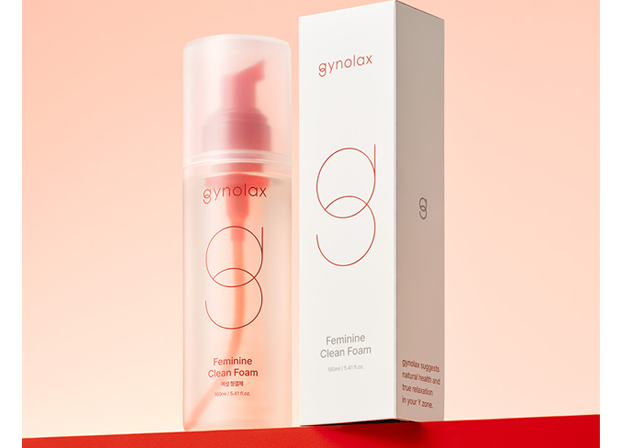 gynolax
Feminine
Clean Foam
여성 청결제
160ml / 5.41 fl.oz.
gynolax
Feminine
Clean Foam
160ml / 5.41 fl.oz.
gynolax suggests
natural health and
true relaxation
in your Y zone.